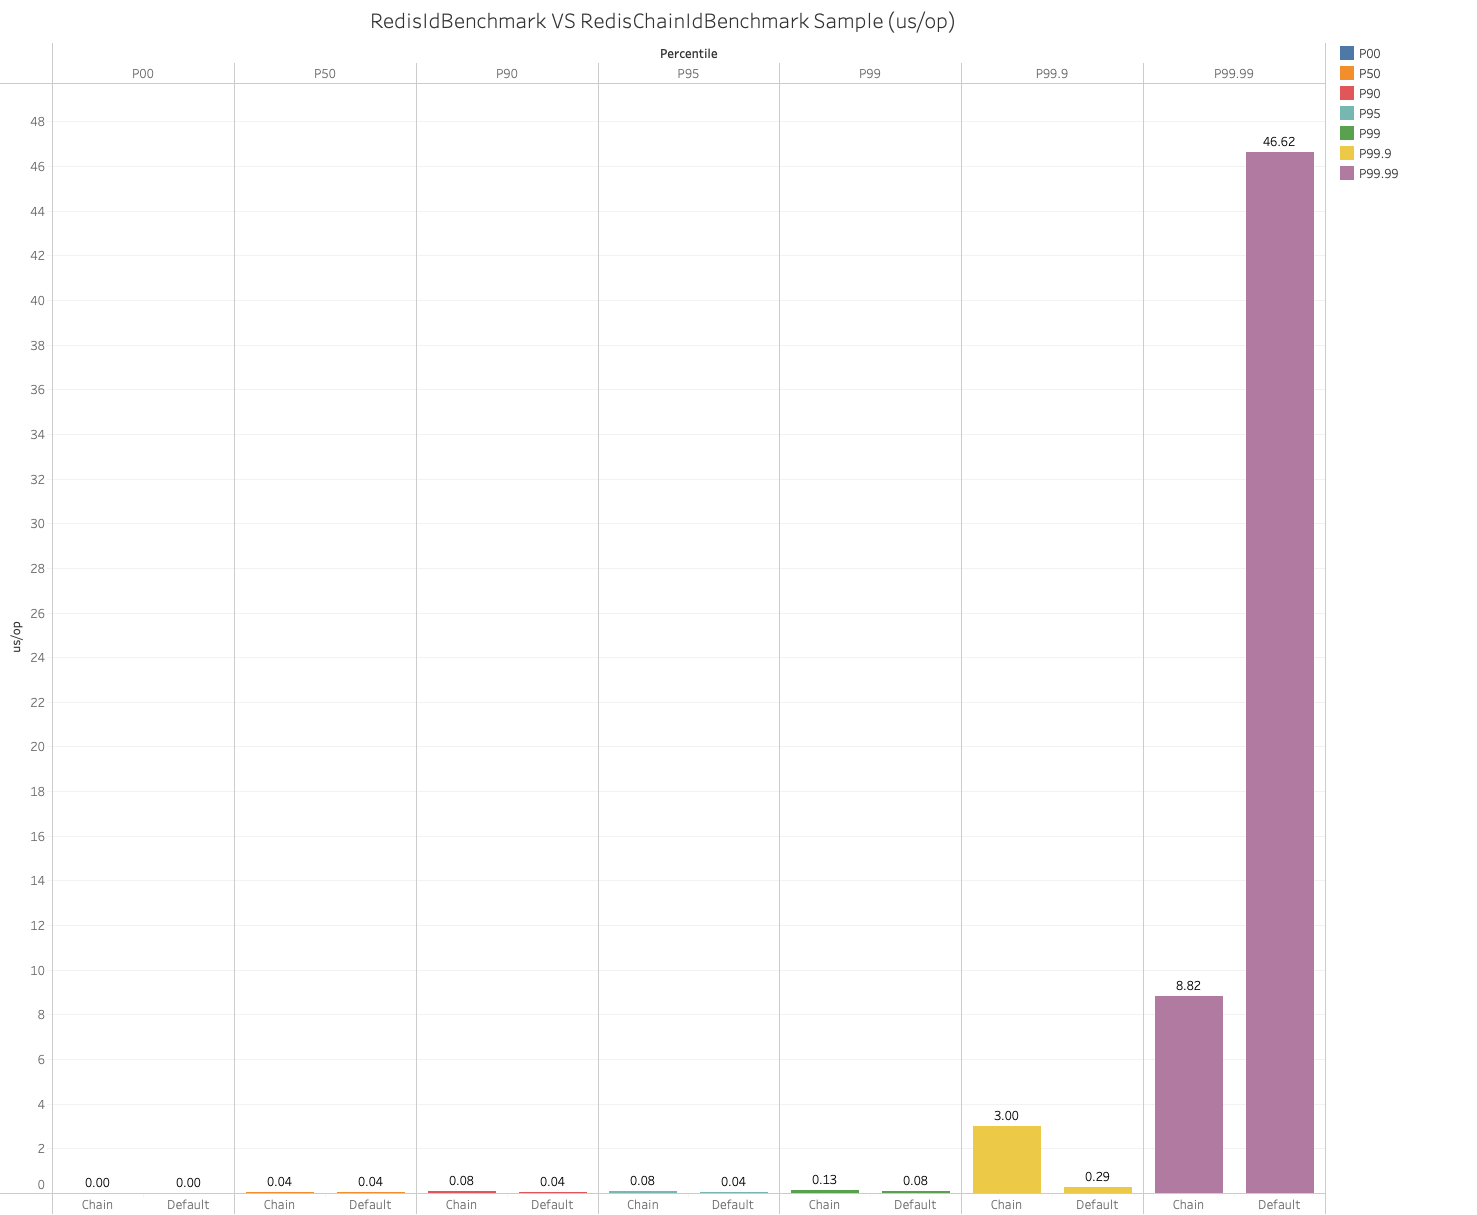 RedisIdBenchmark VS RedisChainIdBenchmark Sample (us/op)
Percentile
P00 P50 P90 P95 P99 P99.9 P99.99
P00
P50
P90
P95
P99
P99.9
P99.99
us/op
48
46
44
42
40
38
36
34
32
30
28
26
24
22
20
18
16
14
12
10
8
6
4
2
0
46.62
8.82
3.00
0.29
0.00 0.00 0.04 0.04 0.08 0.04 0.08 0.04 0.13 0.08
Chain Default Chain Default Chain Default Chain Default Chain Default Chain Default Chain Default